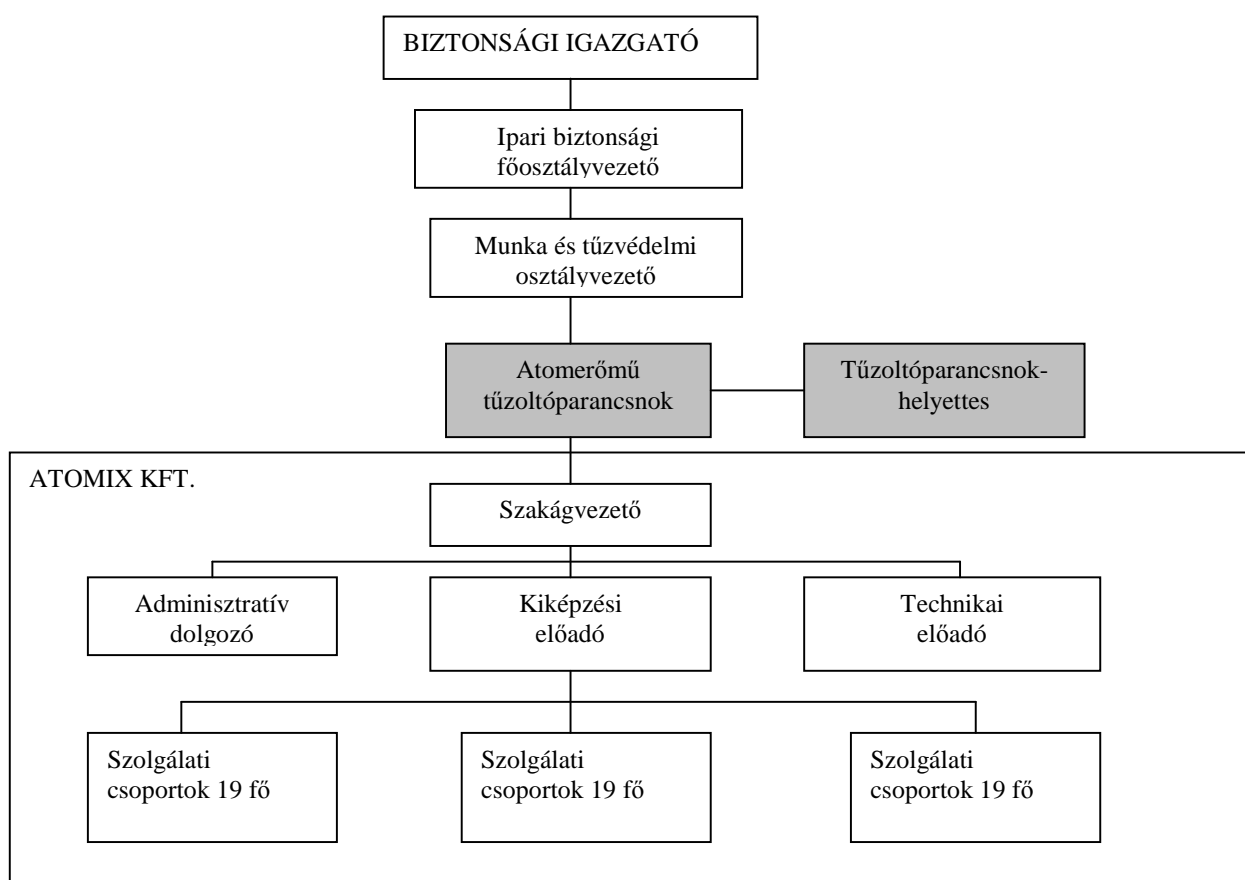 BIZTONSÁGI IGAZGATÓ
Ipari biztonsági
főosztályvezető
Munka és tűzvédelmi
osztályvezető
Atomerőmű
tűzoltóparancsnok
Tűzoltóparancsnok-
helyettes
ATOMIX KFT.
Szakágvezető
Adminisztratív
dolgozó
Kiképzési
előadó
Technikai
előadó
Szolgálati
csoportok 19 fő
Szolgálati
csoportok 19 fő
Szolgálati
csoportok 19 fő